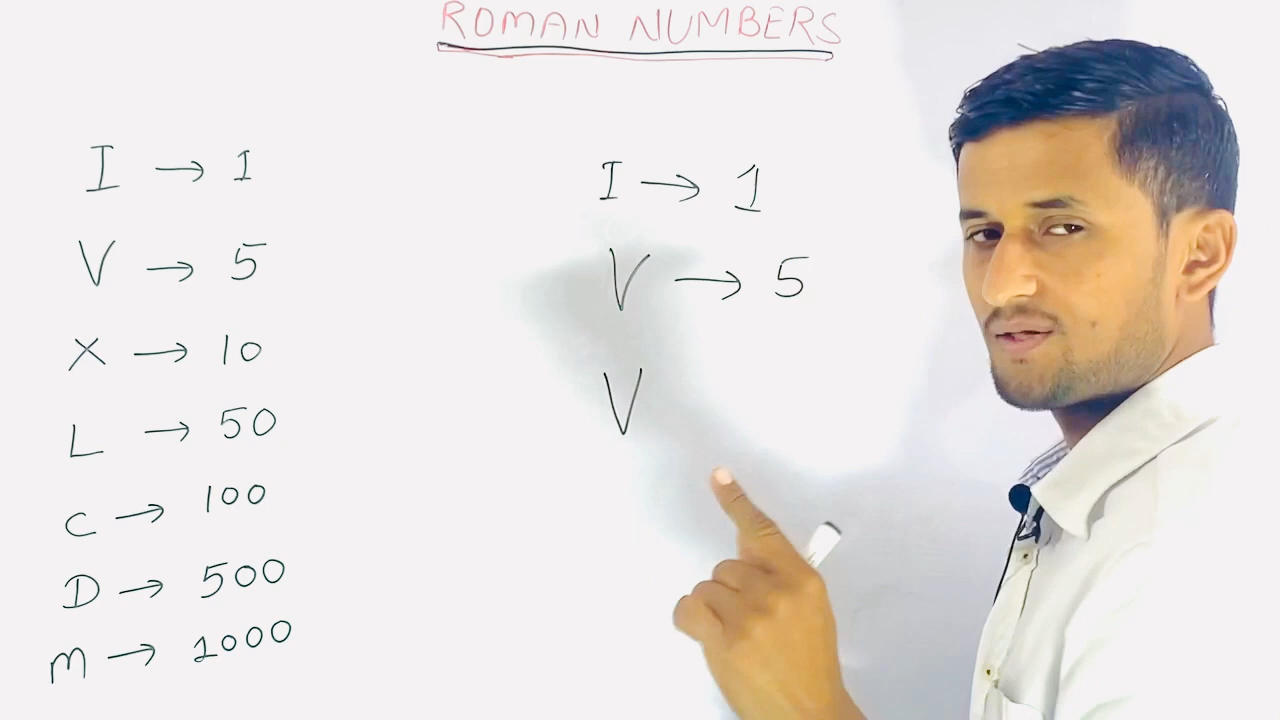 ROMAN NUMBERS
I → 1
V → 5
X → 10
L → 50
C → 100
D → 500
M → 1000
I → 1
V → 5
V